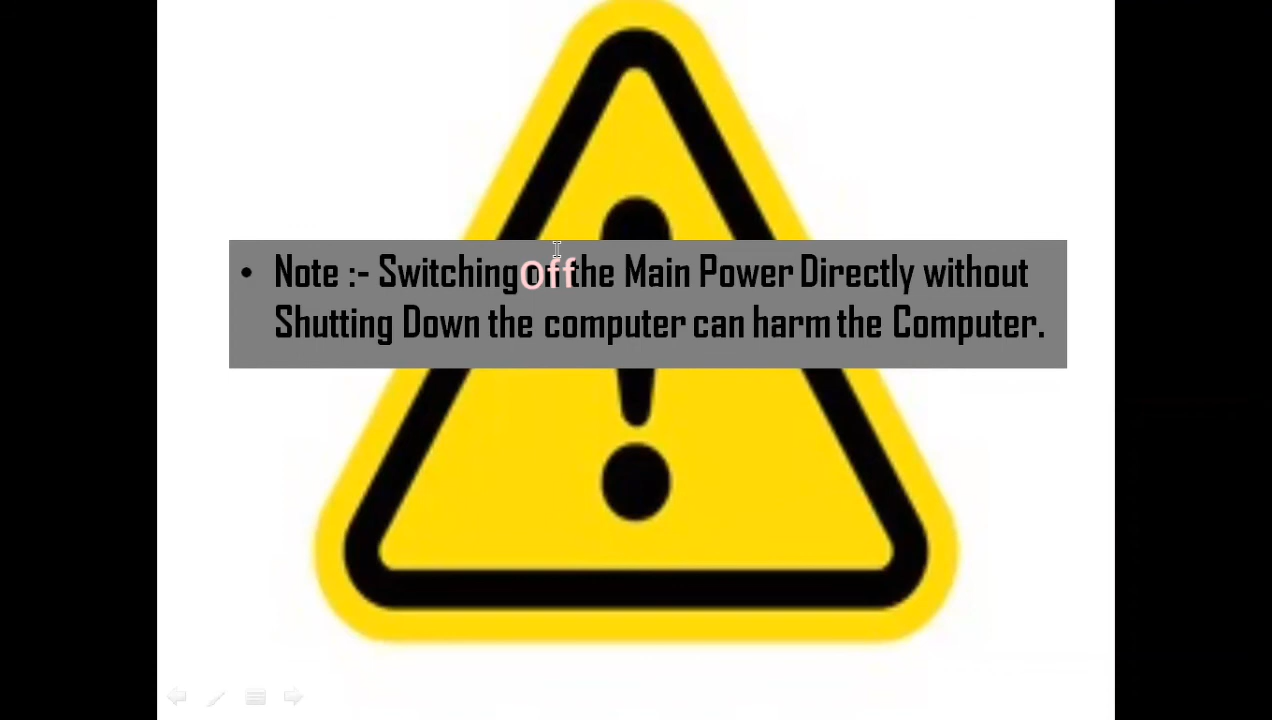 • Note :- Switching Off the Main Power Directly without
Shutting Down the computer can harm the Computer.